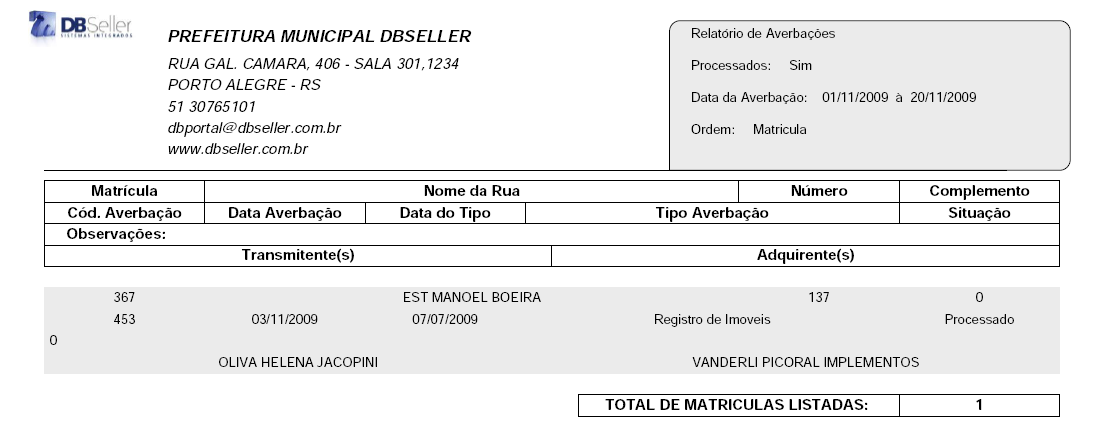 DBSeller
SISTEMAS INTEGRADOS
PREFEITURA MUNICIPAL DBSELLER
RUA GAL. CAMARA, 406 - SALA 301,1234
PORTO ALEGRE - RS
51 30765101
dbportal@dbseller.com.br
www.dbseller.com.br
Relatório de Averbações
Processados: Sim
Data da Averbação: 01/11/2009 à 20/11/2009
Ordem: Matricula
Matrícula Nome da Rua Número Complemento
Cód. Averbação Data Averbação Data do Tipo Tipo Averbação Situação
Observações:
Transmitente(s) Adquirente(s)
367 EST MANOEL BOEIRA 137 0
453 03/11/2009 07/07/2009 Registro de Imoveis Processado
0
OLIVA HELENA JACOPINI VANDERLI PICORAL IMPLEMENTOS
TOTAL DE MATRICULAS LISTADAS: 1